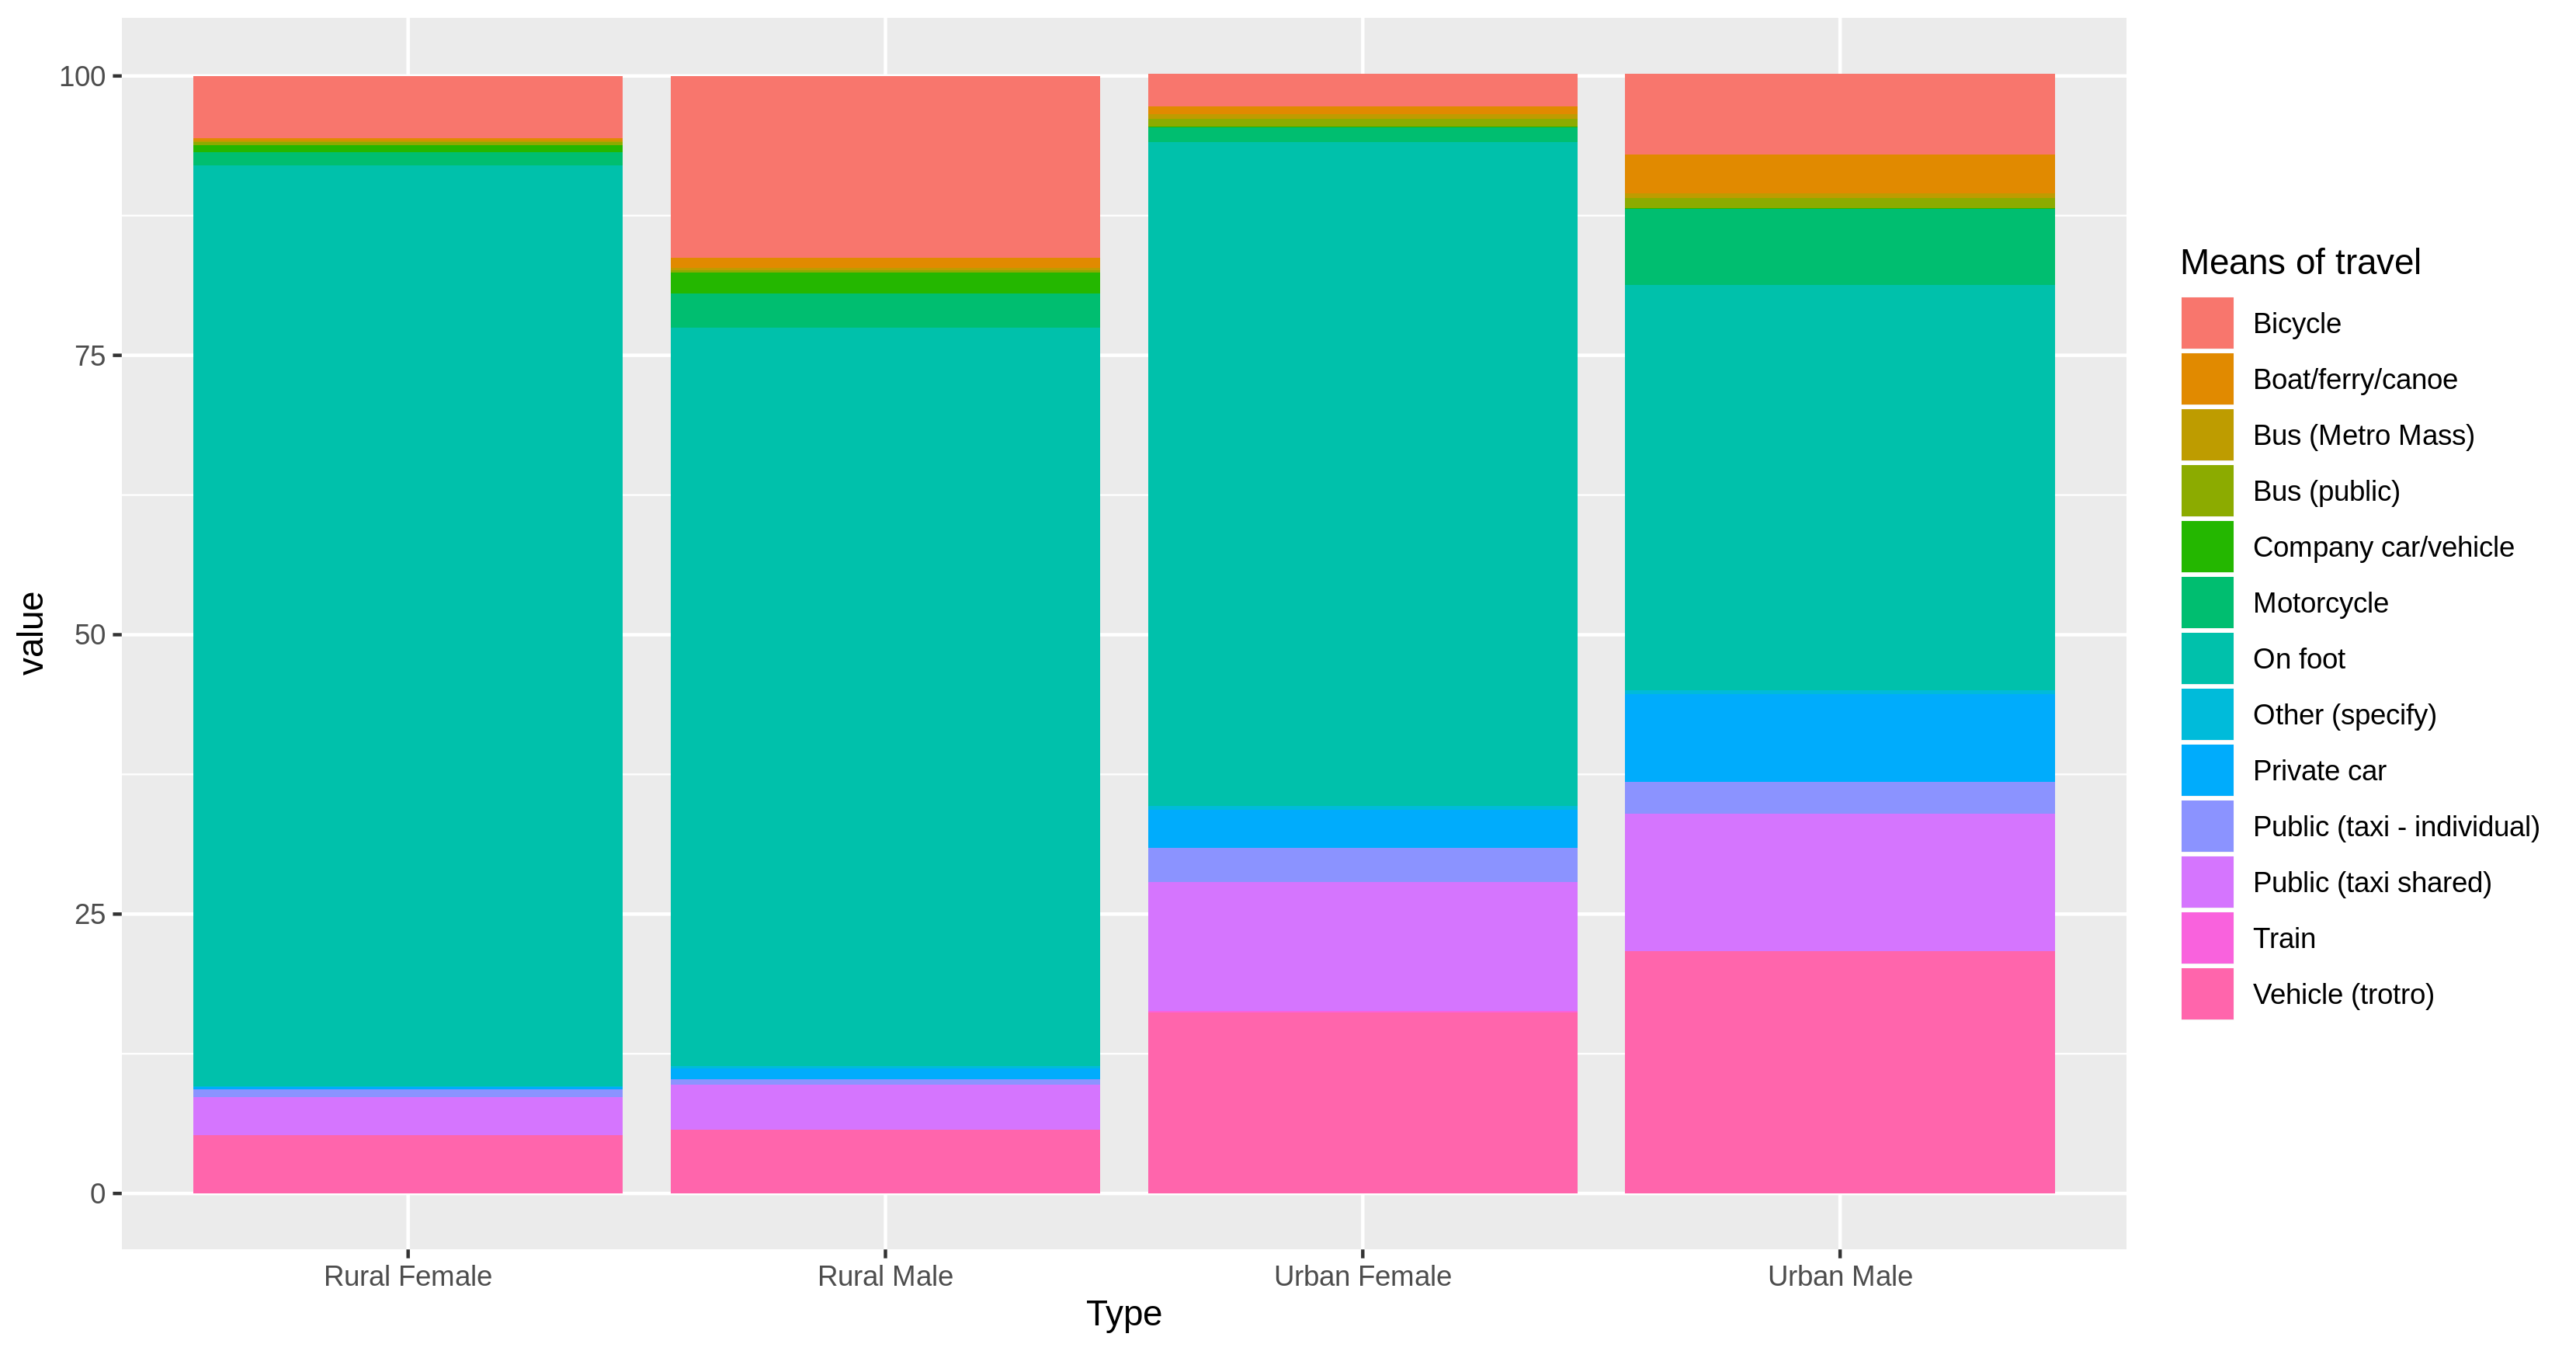 100
75
50
25
0
value
Rural Female
Rural Male
Urban Female
Urban Male
Type
Means of travel
Bicycle
Boat/ferry/canoe
Bus (Metro Mass)
Bus (public)
Company car/vehicle
Motorcycle
On foot
Other (specify)
Private car
Public (taxi - individual)
Public (taxi shared)
Train
Vehicle (trotro)